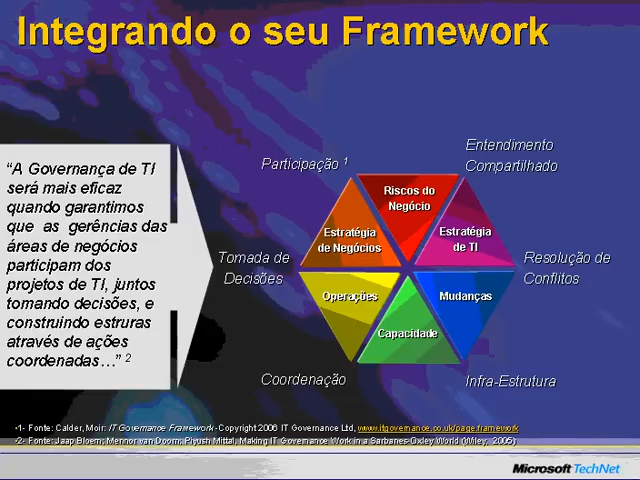 Integrando o seu Framework
“A Governança de TI
será mais eficaz
quando garantimos
que as gerências das
áreas de negócios
participam dos
projetos de TI, juntos
tomando decisões, e
construindo estruras
através de ações
coordenadas…” 2
Participação 1
Entendimento
Compartilhado
Riscos do
Negócio
Estratégia
de Negócios
Estratégia
de TI
Tomada de
Decisões
Resolução de
Conflitos
Operações
Mudanças
Capacidade
Coordenação
Infra-Estrutura
•1- Fonte: Calder, Moir: IT Governance Framework - Copyright 2006 IT Governance Ltd, www.itgovernance.co.uk/page.framework
•2- Fonte: Jaap Bloem; Mennor van Doorn; Piyush Mittal, Making IT Governance Work in a Sarbanes-Oxley World (Wiley, 2005)
Microsoft TechNet